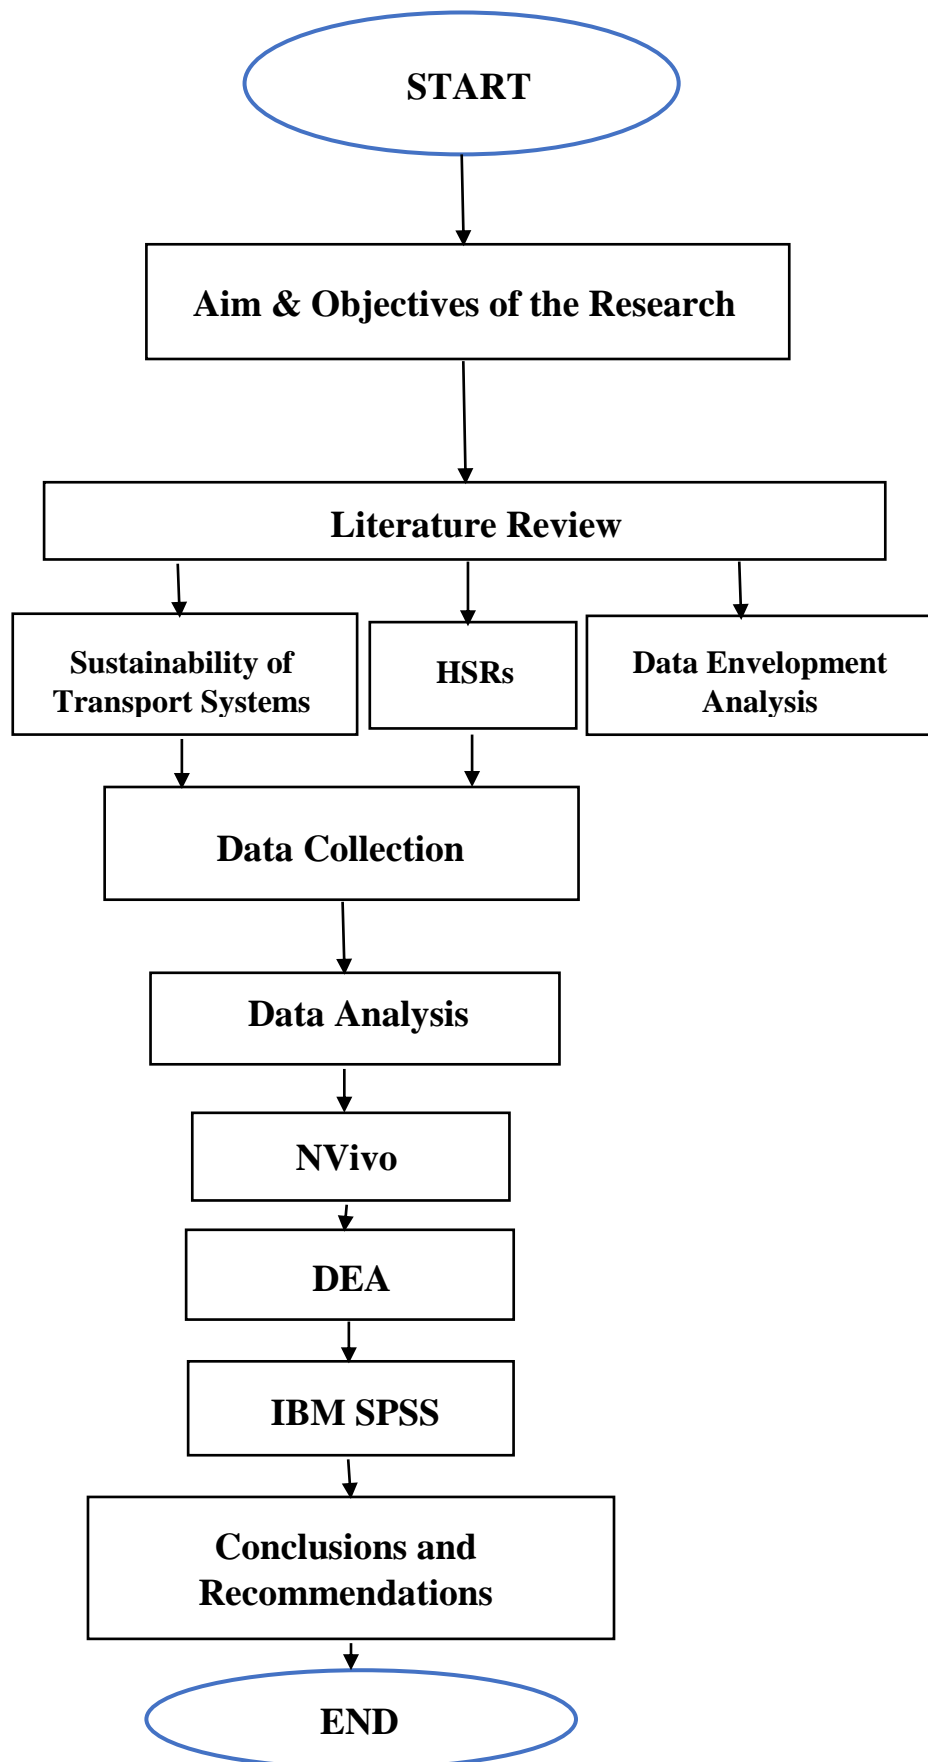 START
Aim & Objectives of the Research
Literature Review
Sustainability of
Transport Systems
HSRs
Data Envelopment
Analysis
Data Collection
Data Analysis
NVivo
DEA
IBM SPSS
Conclusions and
Recommendations
END